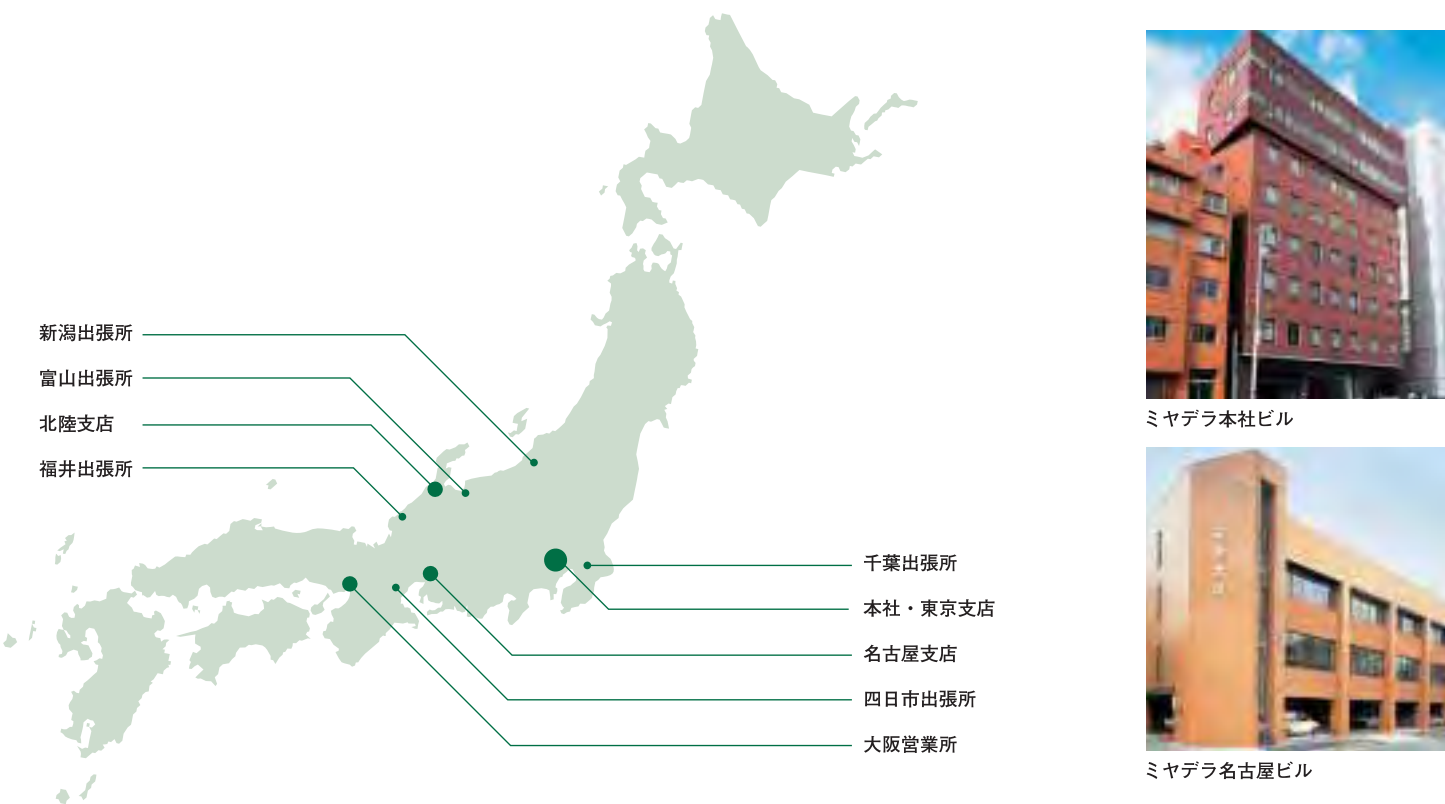 新潟出張所
富山出張所
北陸支店
福井出張所
千葉出張所
本社・東京支店
名古屋支店
四日市出張所
大阪営業所
ミヤデラ本社ビル
ミヤデラ名古屋ビル